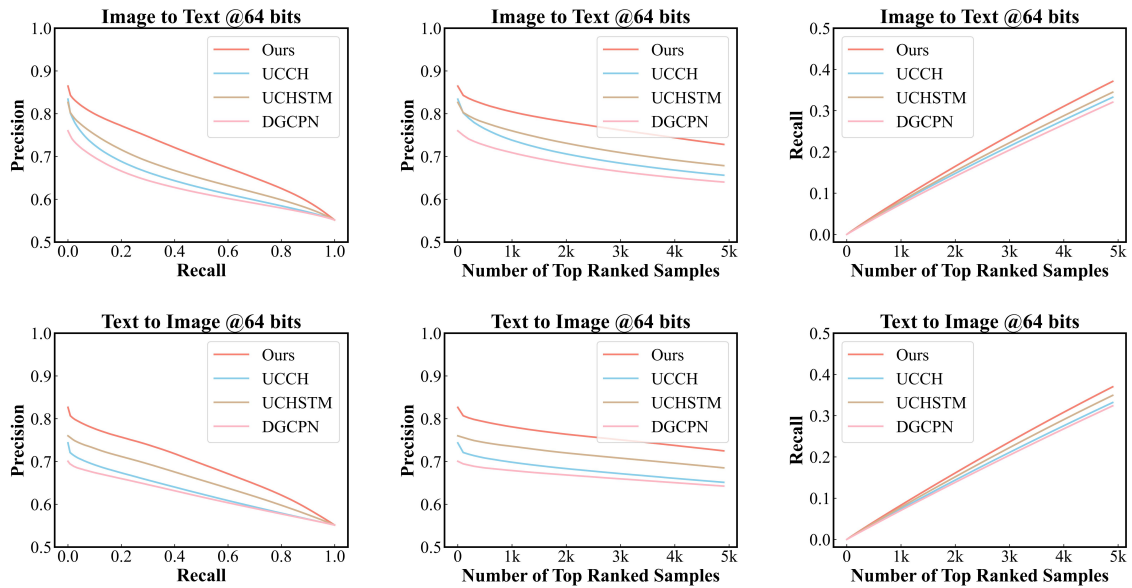 Image to Text @64 bits
Precision
1.0
0.9
0.8
0.7
0.6
0.5
Ours
UCCH
UCHSTM
DGCPN
0.0 0.2 0.4 0.6 0.8 1.0
Recall
Image to Text @64 bits
Precision
1.0
0.9
0.8
0.7
0.6
0.5
Ours
UCCH
UCHSTM
DGCPN
0.0 1k 2k 3k 4k 5k
Number of Top Ranked Samples
Image to Text @64 bits
Recall
0.5
0.4
0.3
0.2
0.1
0.0
Ours
UCCH
UCHSTM
DGCPN
0 1k 2k 3k 4k 5k
Number of Top Ranked Samples
Text to Image @64 bits
Precision
1.0
0.9
0.8
0.7
0.6
0.5
Ours
UCCH
UCHSTM
DGCPN
0.0 0.2 0.4 0.6 0.8 1.0
Recall
Text to Image @64 bits
Precision
1.0
0.9
0.8
0.7
0.6
0.5
Ours
UCCH
UCHSTM
DGCPN
0.0 1k 2k 3k 4k 5k
Number of Top Ranked Samples
Text to Image @64 bits
Recall
0.5
0.4
0.3
0.2
0.1
0.0
Ours
UCCH
UCHSTM
DGCPN
0 1k 2k 3k 4k 5k
Number of Top Ranked Samples